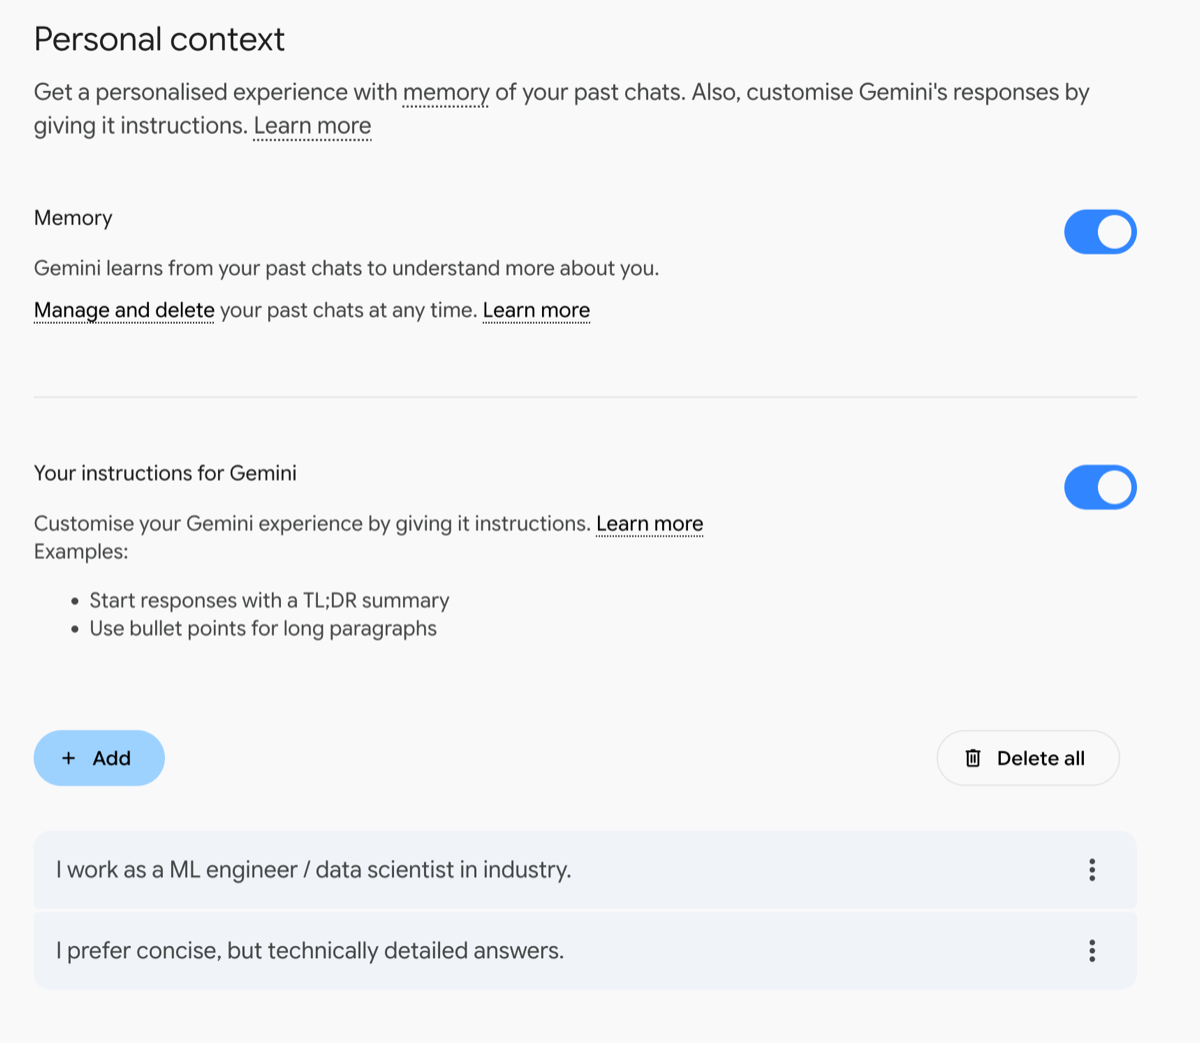 Personal context
Get a personalised experience with memory of your past chats. Also, customise Gemini's responses by
giving it instructions. Learn more
Memory
Gemini learns from your past chats to understand more about you.
Manage and delete your past chats at any time. Learn more
Your instructions for Gemini
Customise your Gemini experience by giving it instructions. Learn more
Examples:
• Start responses with a TL;DR summary
• Use bullet points for long paragraphs
+ Add
Delete all
I work as a ML engineer / data scientist in industry.
I prefer concise, but technically detailed answers.